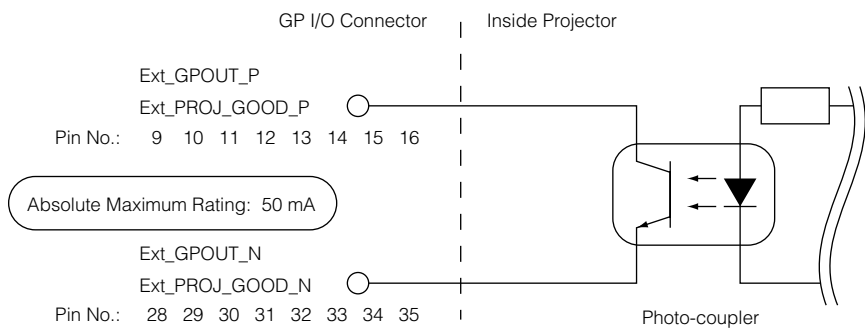 GP I/O Connector Inside Projector
Ext_GPOUT_P
Ext_PROJ_GOOD_P
Pin No.: 9 10 11 12 13 14 15 16
Absolute Maximum Rating: 50 mA
Ext_GPOUT_N
Ext_PROJ_GOOD_N
Pin No.: 28 29 30 31 32 33 34 35
Photo-coupler